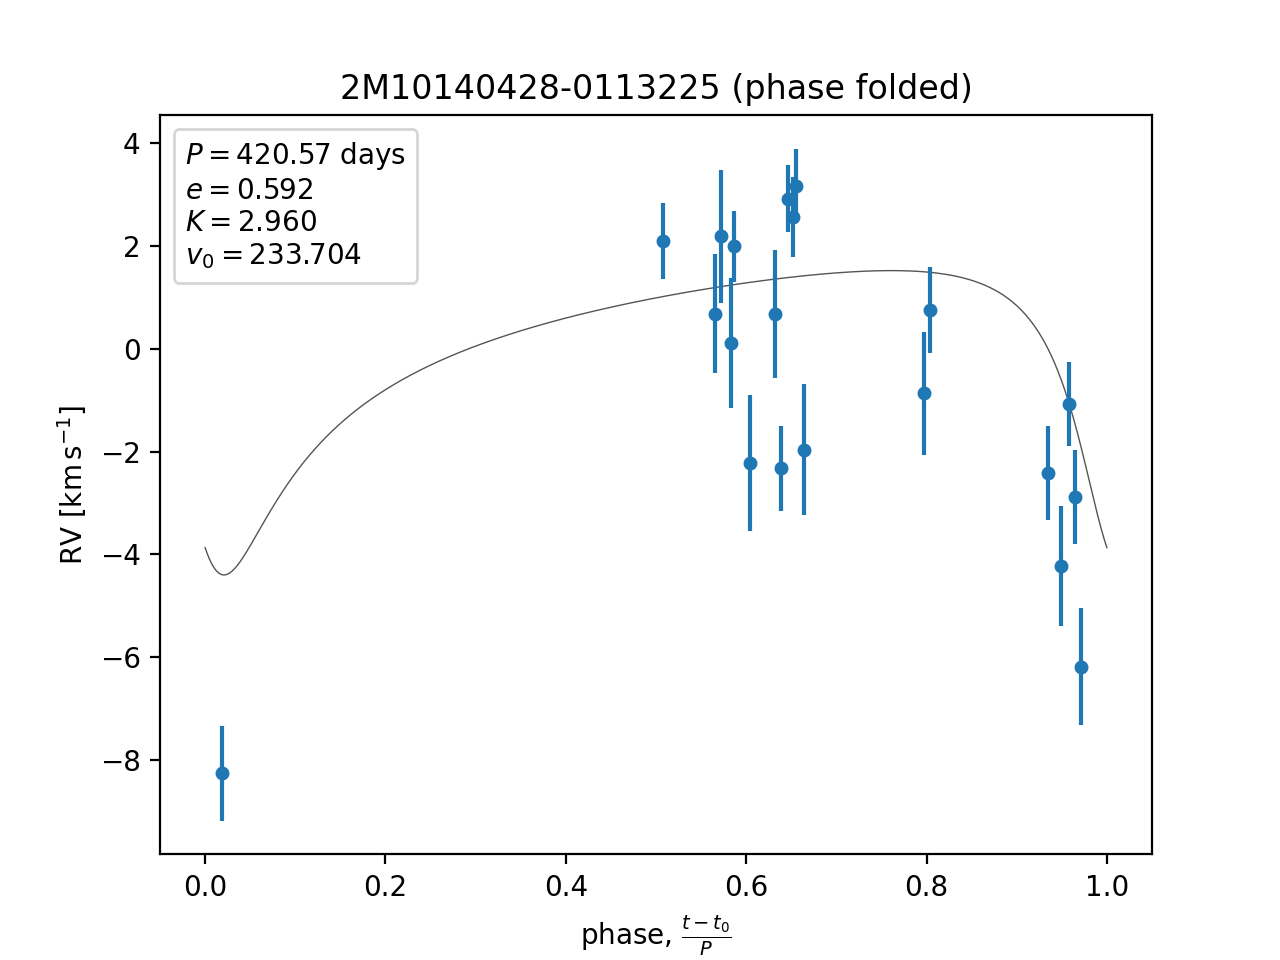 2M10140428-0113225 (phase folded)
P = 420.57 days
e = 0.592
K = 2.960
v₀ = 233.704
4
2
0
−2
−4
−6
−8
RV [km s⁻¹]
0.0 0.2 0.4 0.6 0.8 1.0
phase, (t − t₀)/P